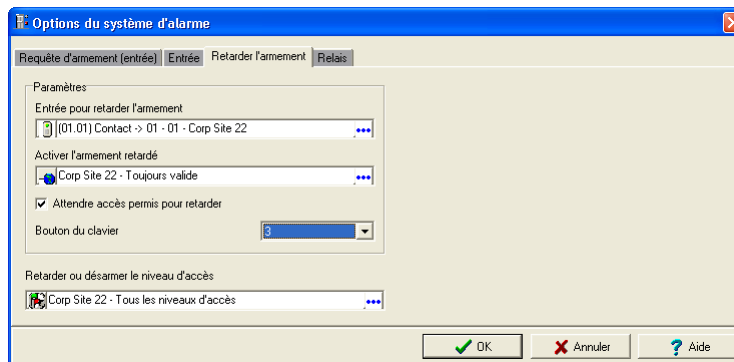 Options du système d'alarme
Requête d'armement (entrée) Entrée Retarder l'armement Relais
Paramètres
Entrée pour retarder l'armement
(01.01) Contact -> 01 - 01 - Corp Site 22
Activer l'armement retardé
Corp Site 22 - Toujours valide
Attendre accès permis pour retarder
Bouton du clavier 3
Retarder ou désarmer le niveau d'accès
Corp Site 22 - Tous les niveaux d'accès
OK Annuler ? Aide